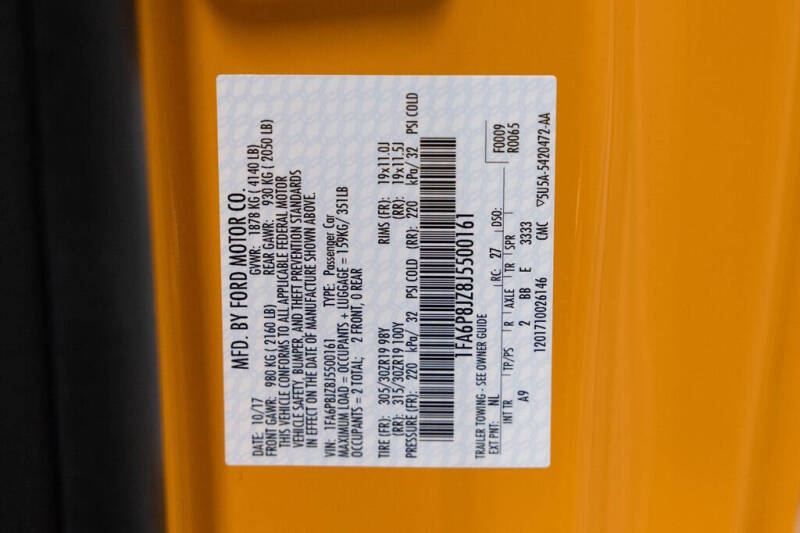 MFD. BY FORD MOTOR CO.
DATE: 10/17 GVWR: 1878 KG ( 4140 LB)
FRONT GAWR: 980 KG ( 2160 LB) REAR GAWR: 930 KG ( 2050 LB)
THIS VEHICLE CONFORMS TO ALL APPLICABLE FEDERAL MOTOR
VEHICLE SAFETY, BUMPER, AND THEFT PREVENTION STANDARDS
IN EFFECT ON THE DATE OF MANUFACTURE SHOWN ABOVE.
VIN: 1FA6P8JZ8J5500161 TYPE: Passenger Car
MAXIMUM LOAD = OCCUPANTS + LUGGAGE = 159KG/ 351LB
OCCUPANTS = 2 TOTAL; 2 FRONT, 0 REAR
TIRE (FR): 305/30ZR19 98Y RIMS (FR): 19x11.0J
(RR): 315/30ZR19 100Y (RR): 19x11.5J
PRESSURE (FR): 220 kPa/ 32 PSI COLD (RR): 220 kPa/ 32 PSI COLD
1FA6P8JZ8J5500161
TRAILER TOWING - SEE OWNER GUIDE
F0009
EXT PNT: NL RC: 27 DSO: R0065
INT TR TP/PS R AXLE TR SPR
A9 2 BB E 3333
1201710026146 CMC ▽5U5A-5420472-AA